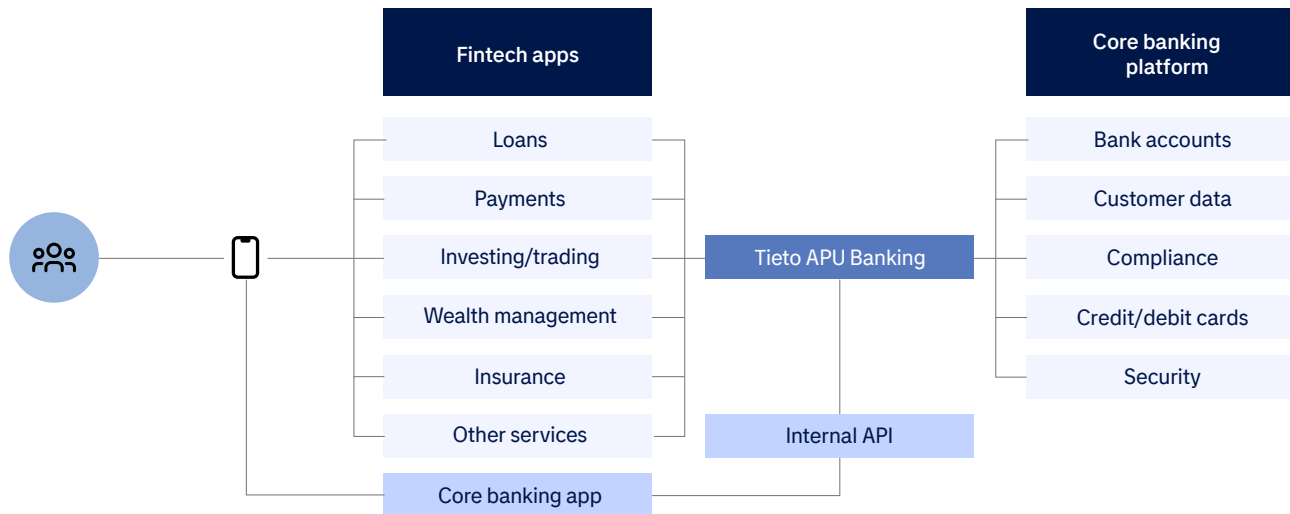 Fintech apps
Core banking
platform
Loans
Payments
Investing/trading
Wealth management
Insurance
Other services
Core banking app
Tieto APU Banking
Internal API
Bank accounts
Customer data
Compliance
Credit/debit cards
Security